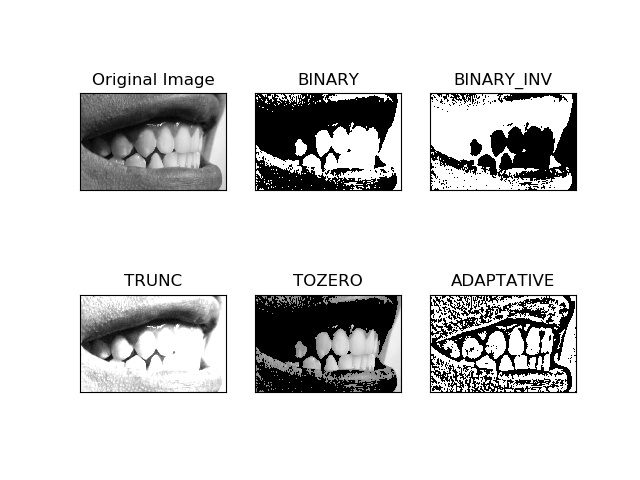 Original Image
BINARY
BINARY_INV
TRUNC
TOZERO
ADAPTATIVE